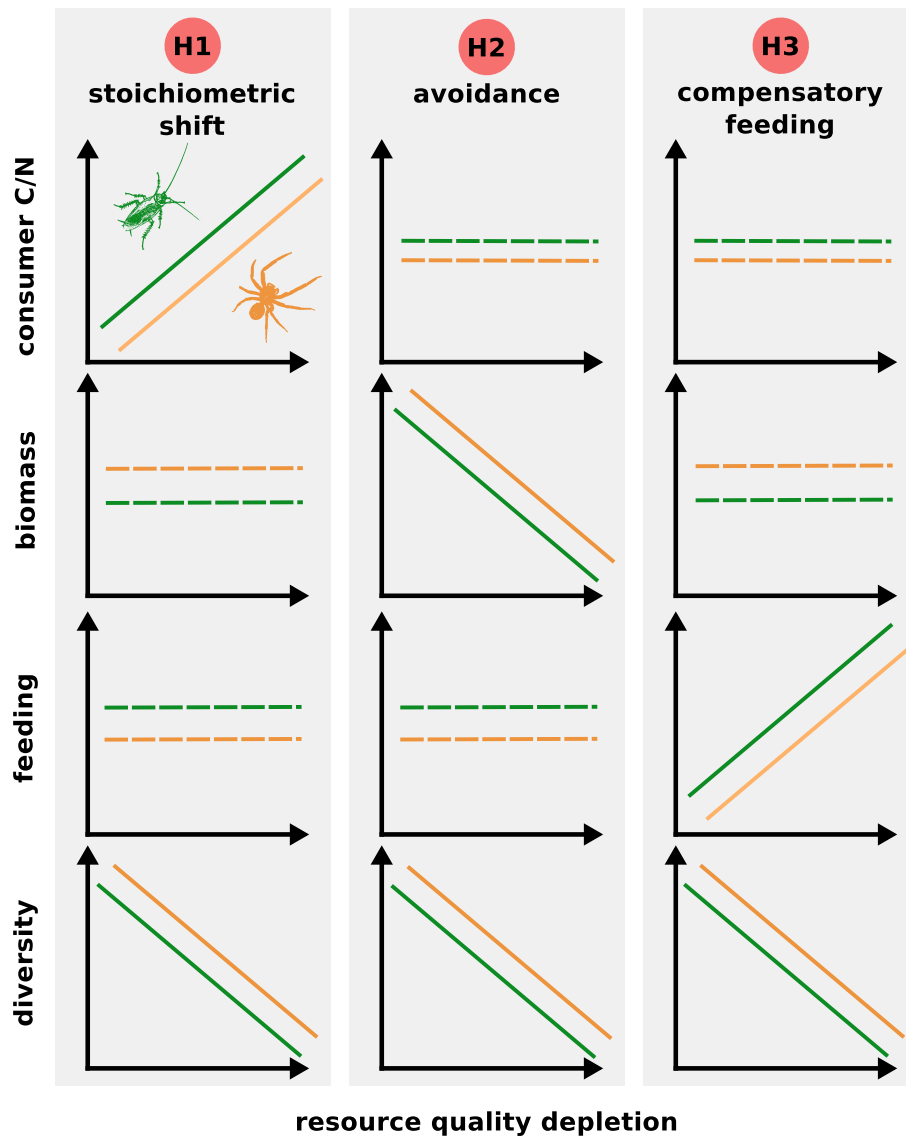 H1
H2
H3
stoichiometric
shift
avoidance
compensatory
feeding
consumer C/N
biomass
feeding
diversity
resource quality depletion